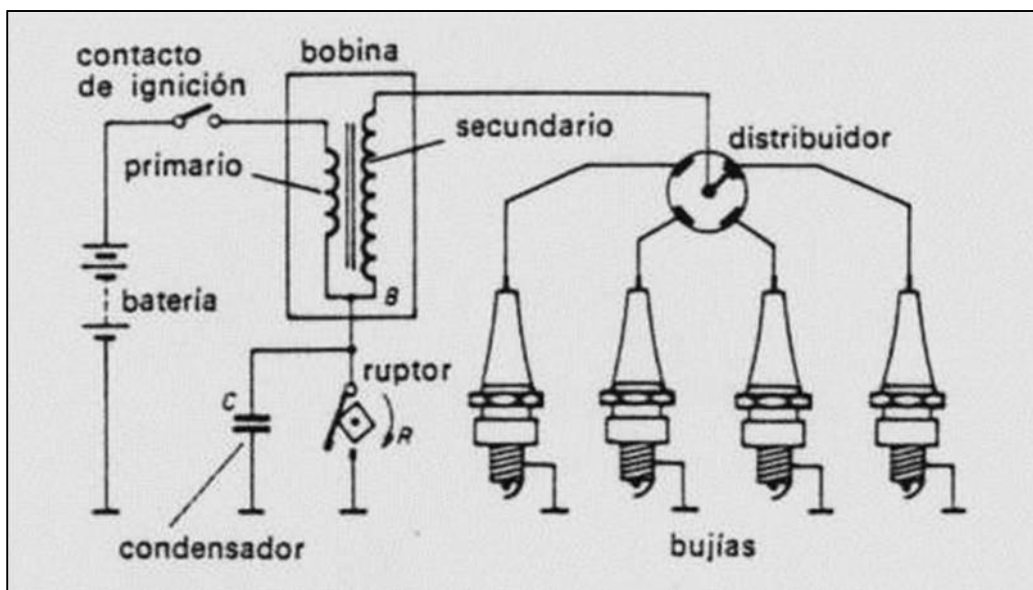 contacto
de ignición
bobina
secundario
distribuidor
primario
batería
B
ruptor
C
R
condensador
bujías